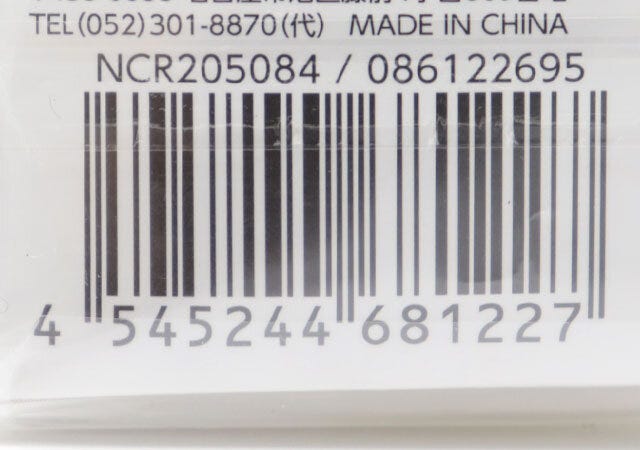 TEL(052)301-8870(代) MADE IN CHINA
NCR205084 / 086122695
4 545244 681227